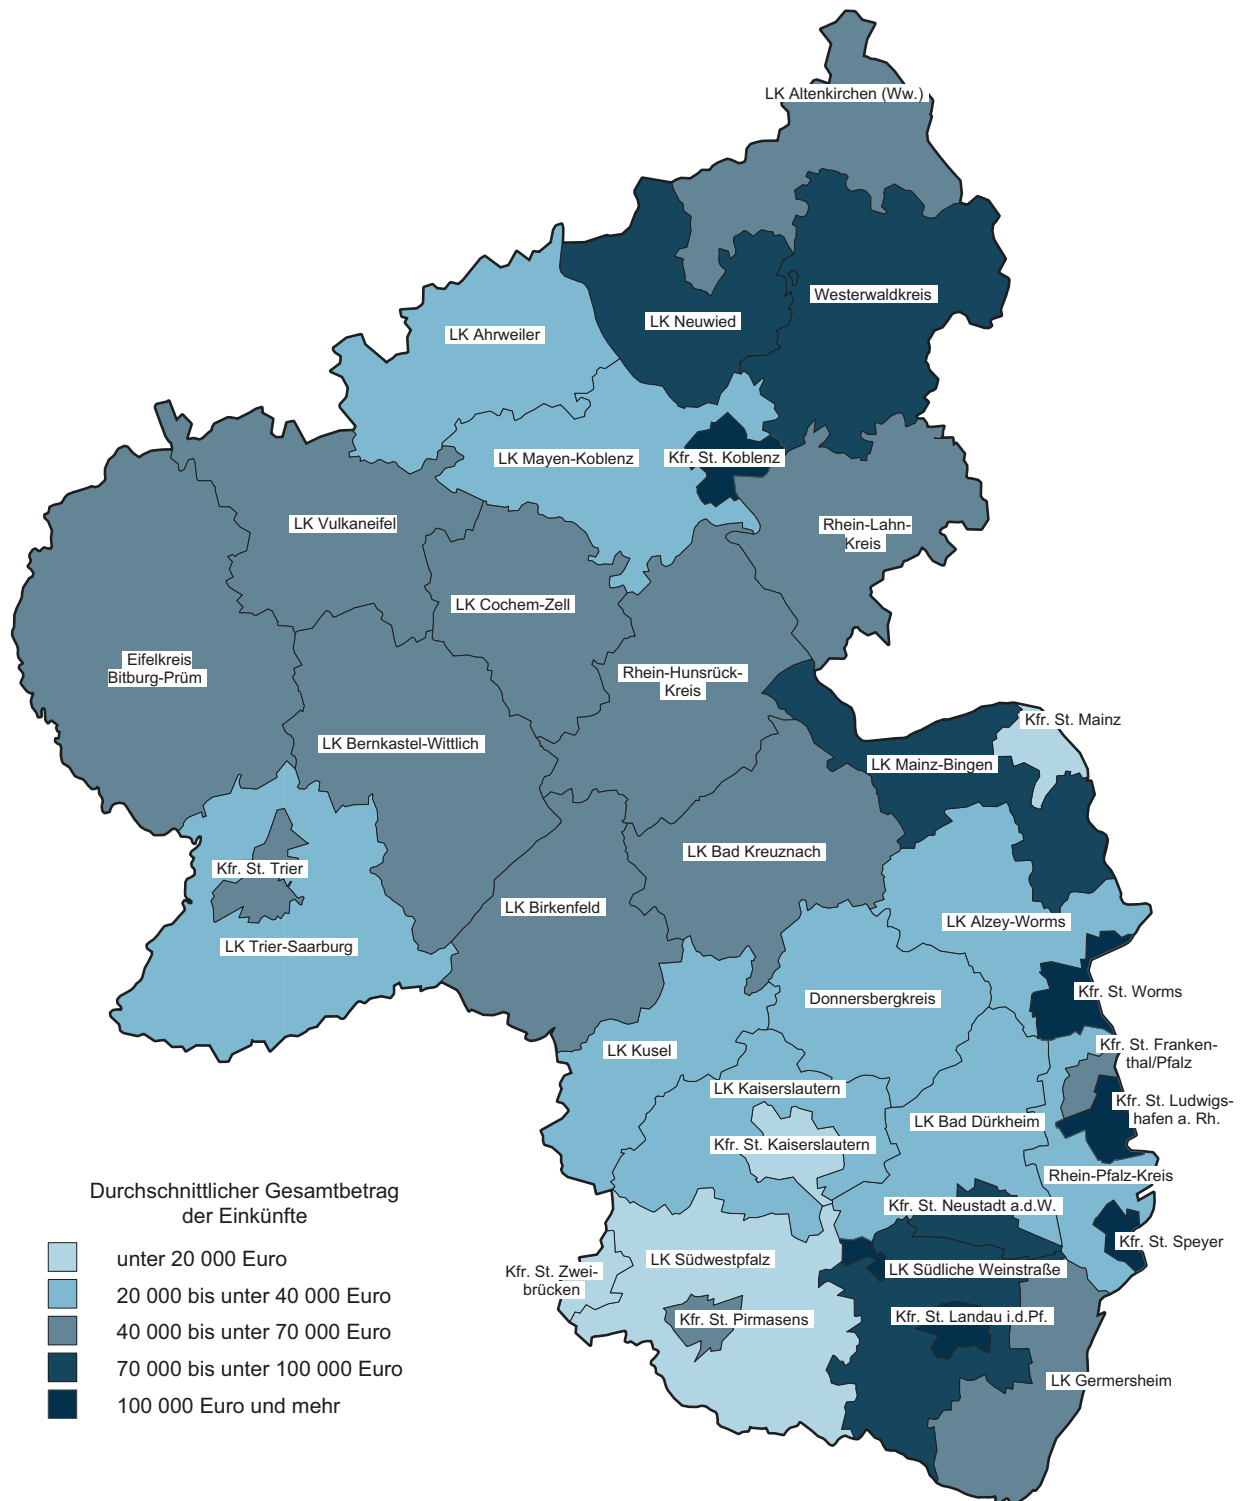 LK Altenkirchen (Ww.)
Westerwaldkreis
LK Neuwied
LK Ahrweiler
LK Mayen-Koblenz
Kfr. St. Koblenz
LK Vulkaneifel
Rhein-Lahn-
Kreis
LK Cochem-Zell
Eifelkreis
Bitburg-Prüm
Rhein-Hunsrück-
Kreis
Kfr. St. Mainz
LK Bernkastel-Wittlich
LK Mainz-Bingen
LK Bad Kreuznach
Kfr. St. Trier
LK Birkenfeld
LK Alzey-Worms
LK Trier-Saarburg
Kfr. St. Worms
Donnersbergkreis
LK Kusel
Kfr. St. Franken-
thal/Pfalz
LK Kaiserslautern
Kfr. St. Ludwigs-
hafen a. Rh.
LK Bad Dürkheim
Kfr. St. Kaiserslautern
Rhein-Pfalz-Kreis
Kfr. St. Neustadt a.d.W.
Kfr. St. Speyer
LK Südwestpfalz
LK Südliche Weinstraße
Kfr. St. Zwei-
brücken
Kfr. St. Pirmasens
Kfr. St. Landau i.d.Pf.
LK Germersheim
Durchschnittlicher Gesamtbetrag
der Einkünfte
unter 20 000 Euro
20 000 bis unter 40 000 Euro
40 000 bis unter 70 000 Euro
70 000 bis unter 100 000 Euro
100 000 Euro und mehr